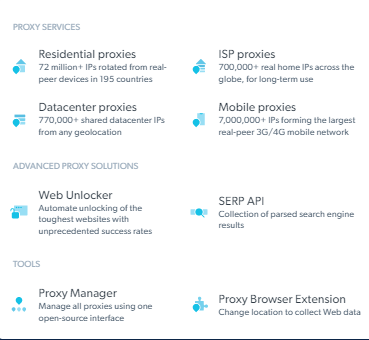 PROXY SERVICES
Residential proxies
72 million+ IPs rotated from real-
peer devices in 195 countries
ISP proxies
700,000+ real home IPs across the
globe, for long-term use
Datacenter proxies
770,000+ shared datacenter IPs
from any geolocation
Mobile proxies
7,000,000+ IPs forming the largest
real-peer 3G/4G mobile network
ADVANCED PROXY SOLUTIONS
Web Unlocker
Automate unlocking of the
toughest websites with
unprecedented success rates
SERP API
Collection of parsed search engine
results
TOOLS
Proxy Manager
Manage all proxies using one
open-source interface
Proxy Browser Extension
Change location to collect Web data